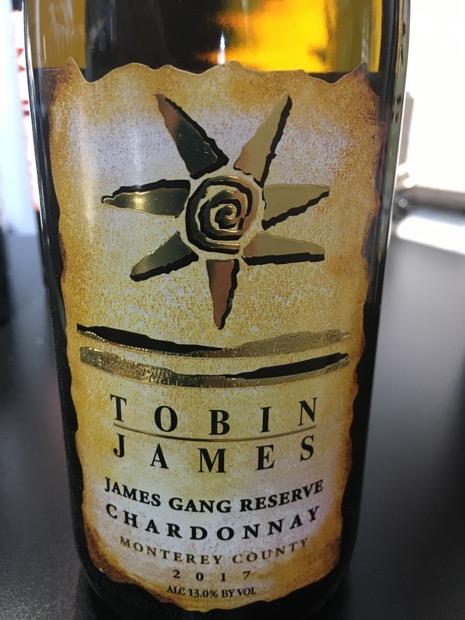 TOBIN
JAMES
JAMES GANG RESERVE
CHARDONNAY
MONTEREY COUNTY
2017
ALC 13.0% BY VOL